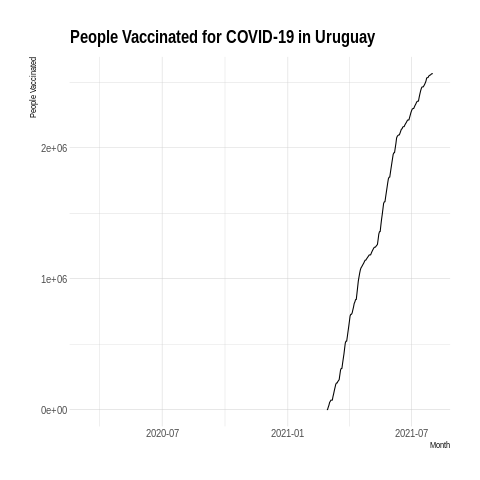 People Vaccinated for COVID-19 in Uruguay
People Vaccinated
2e+06
1e+06
0e+00
2020-07
2021-01
2021-07
Month